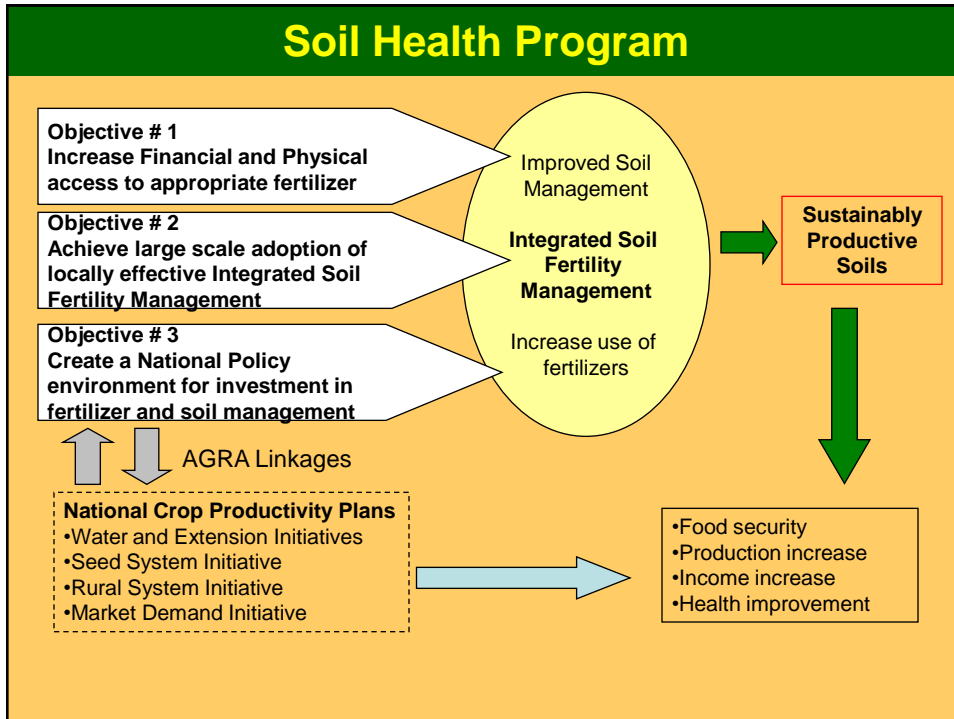 Soil Health Program
Objective # 1
Increase Financial and Physical
access to appropriate fertilizer
Objective # 2
Achieve large scale adoption of
locally effective Integrated Soil
Fertility Management
Objective # 3
Create a National Policy
environment for investment in
fertilizer and soil management
Improved Soil
Management
Integrated Soil
Fertility
Management
Increase use of
fertilizers
Sustainably
Productive
Soils
AGRA Linkages
National Crop Productivity Plans
•Water and Extension Initiatives
•Seed System Initiative
•Rural System Initiative
•Market Demand Initiative
•Food security
•Production increase
•Income increase
•Health improvement